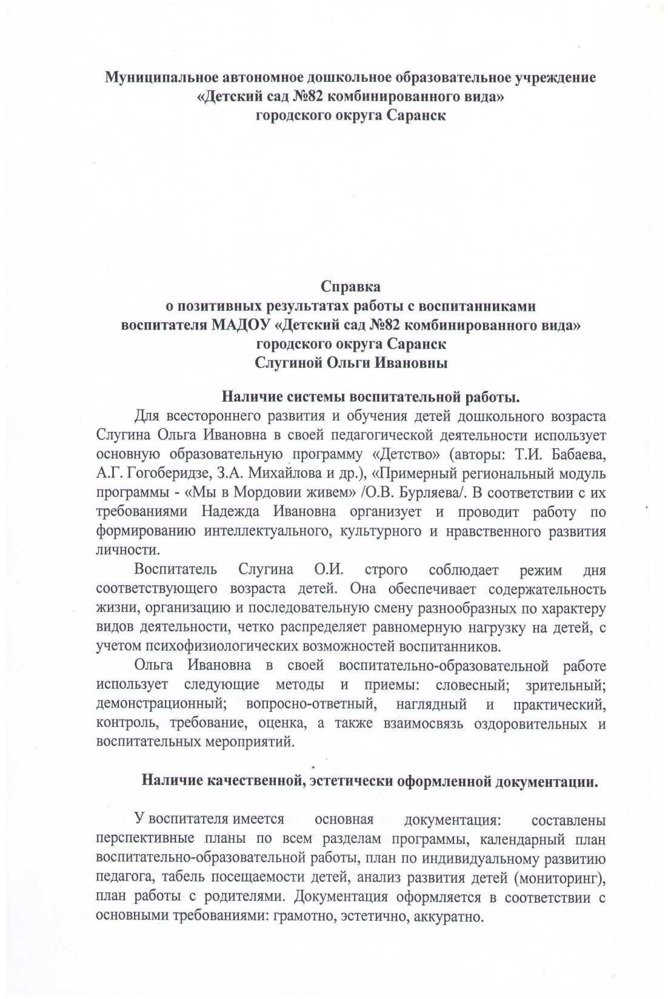 Муниципальное автономное дошкольное образовательное учреждение
«Детский сад №82 комбинированного вида»
городского округа Саранск
Справка
о позитивных результатах работы с воспитанниками
воспитателя МАДОУ «Детский сад №82 комбинированного вида»
городского округа Саранск
Слугиной Ольги Ивановны
Наличие системы воспитательной работы.
Для всестороннего развития и обучения детей дошкольного возраста
Слугина Ольга Ивановна в своей педагогической деятельности использует
основную образовательную программу «Детство» (авторы: Т.И. Бабаева,
А.Г. Гогоберидзе, З.А. Михайлова и др.), «Примерный региональный модуль
программы - «Мы в Мордовии живем» /О.В. Бурляева/. В соответствии с их
требованиями Надежда Ивановна организует и проводит работу по
формированию интеллектуального, культурного и нравственного развития
личности.
Воспитатель Слугина О.И. строго соблюдает режим дня
соответствующего возраста детей. Она обеспечивает содержательность
жизни, организацию и последовательную смену разнообразных по характеру
видов деятельности, четко распределяет равномерную нагрузку на детей, с
учетом психофизиологических возможностей воспитанников.
Ольга Ивановна в своей воспитательно-образовательной работе
использует следующие методы и приемы: словесный; зрительный;
демонстрационный; вопросно-ответный, наглядный и практический,
контроль, требование, оценка, а также взаимосвязь оздоровительных и
воспитательных мероприятий.
Наличие качественной, эстетически оформленной документации.
У воспитателя имеется основная документация: составлены
перспективные планы по всем разделам программы, календарный план
воспитательно-образовательной работы, план по индивидуальному развитию
педагога, табель посещаемости детей, анализ развития детей (мониторинг),
план работы с родителями. Документация оформляется в соответствии с
основными требованиями: грамотно, эстетично, аккуратно.